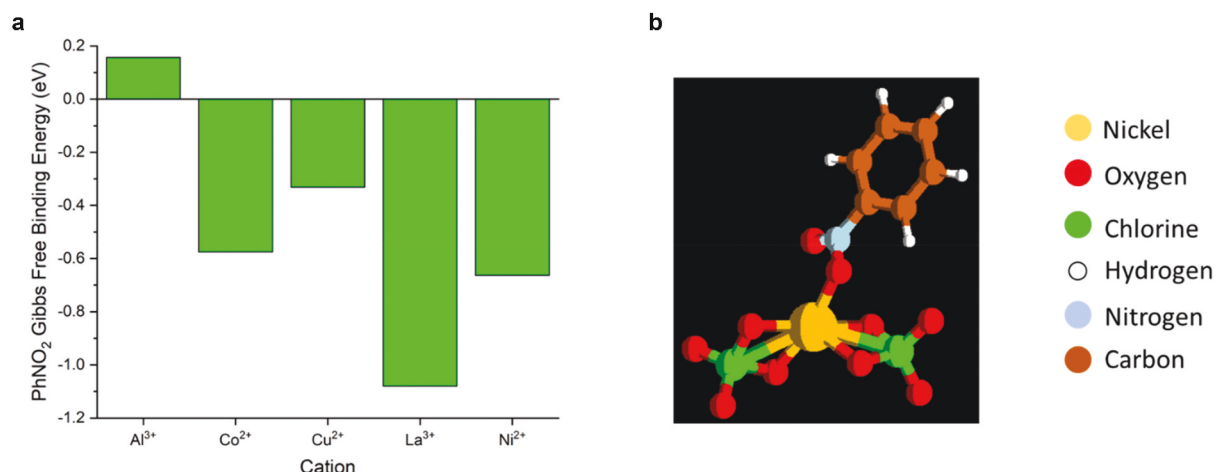 a
PhNO₂ Gibbs Free Binding Energy (eV)
0.2
0.0
-0.2
-0.4
-0.6
-0.8
-1.0
-1.2
Al³⁺ Co²⁺ Cu²⁺ La³⁺ Ni²⁺
Cation
b
Nickel
Oxygen
Chlorine
Hydrogen
Nitrogen
Carbon